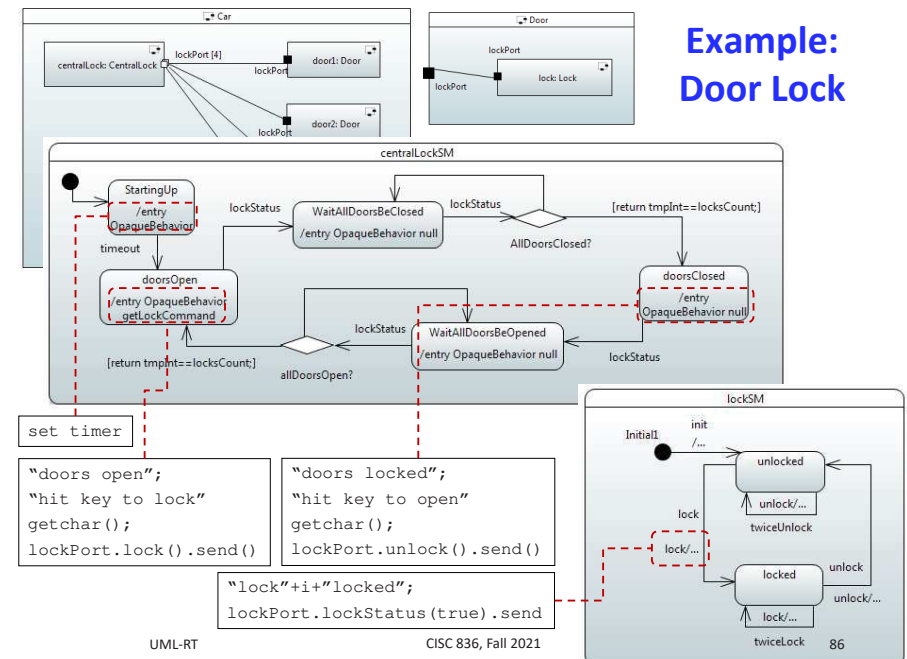 Car
centralLock: CentralLock
lockPort [4]
lockPort
door1: Door
lockPort
door2: Door
Door
lockPort
lockPort
lock: Lock
Example:
Door Lock
centralLockSM
StartingUp
/entry
OpaqueBehavior
timeout
lockStatus
WaitAllDoorsBeClosed
/entry OpaqueBehavior null
lockStatus
AllDoorsClosed?
[return tmpInt==locksCount;]
doorsOpen
/entry OpaqueBehavior
getLockCommand
doorsClosed
/entry
OpaqueBehavior null
[return tmpInt==locksCount;]
allDoorsOpen?
lockStatus
WaitAllDoorsBeOpened
/entry OpaqueBehavior null
lockStatus
set timer
“doors open”;
“hit key to lock”
getchar();
lockPort.lock().send()
“doors locked”;
“hit key to open”
getchar();
lockPort.unlock().send()
“lock”+i+”locked”;
lockPort.lockStatus(true).send
lockSM
Initial1
init
/...
unlocked
unlock/...
twiceUnlock
lock
lock/...
locked
unlock
unlock/...
lock/...
twiceLock
UML-RT
CISC 836, Fall 2021
86